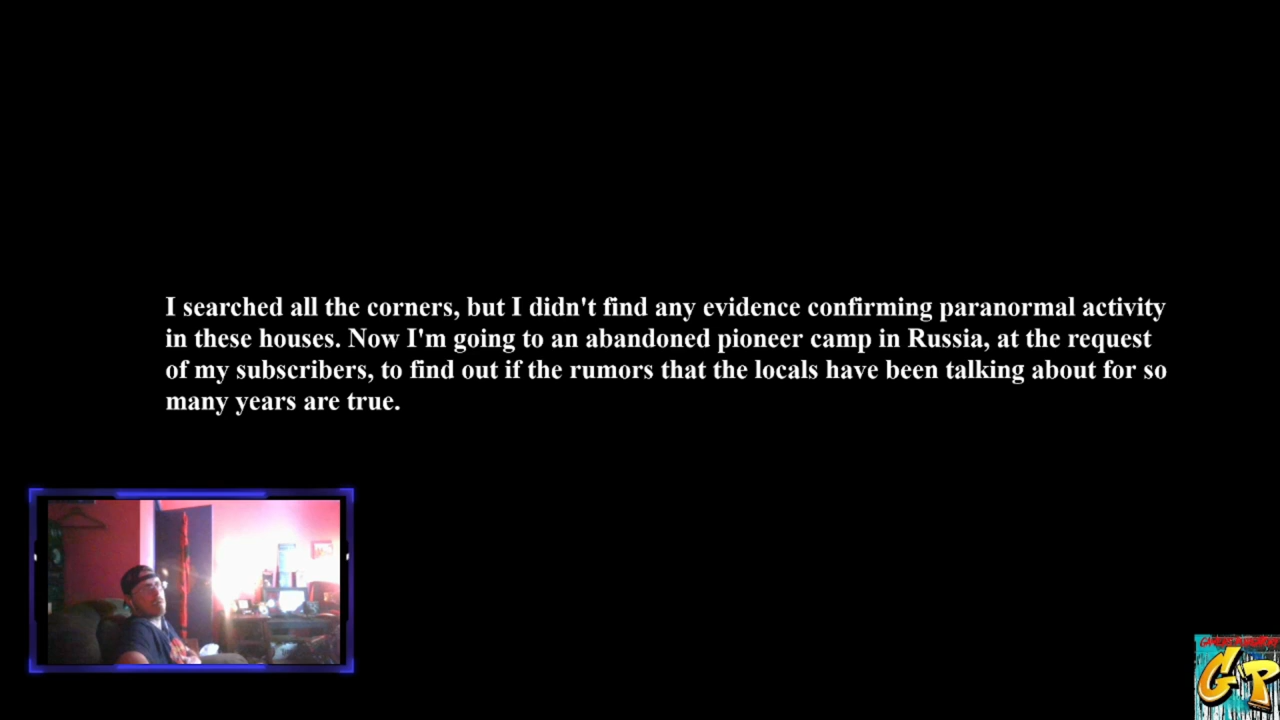 I searched all the corners, but I didn't find any evidence confirming paranormal activity
in these houses. Now I'm going to an abandoned pioneer camp in Russia, at the request
of my subscribers, to find out if the rumors that the locals have been talking about for so
many years are true.
GP